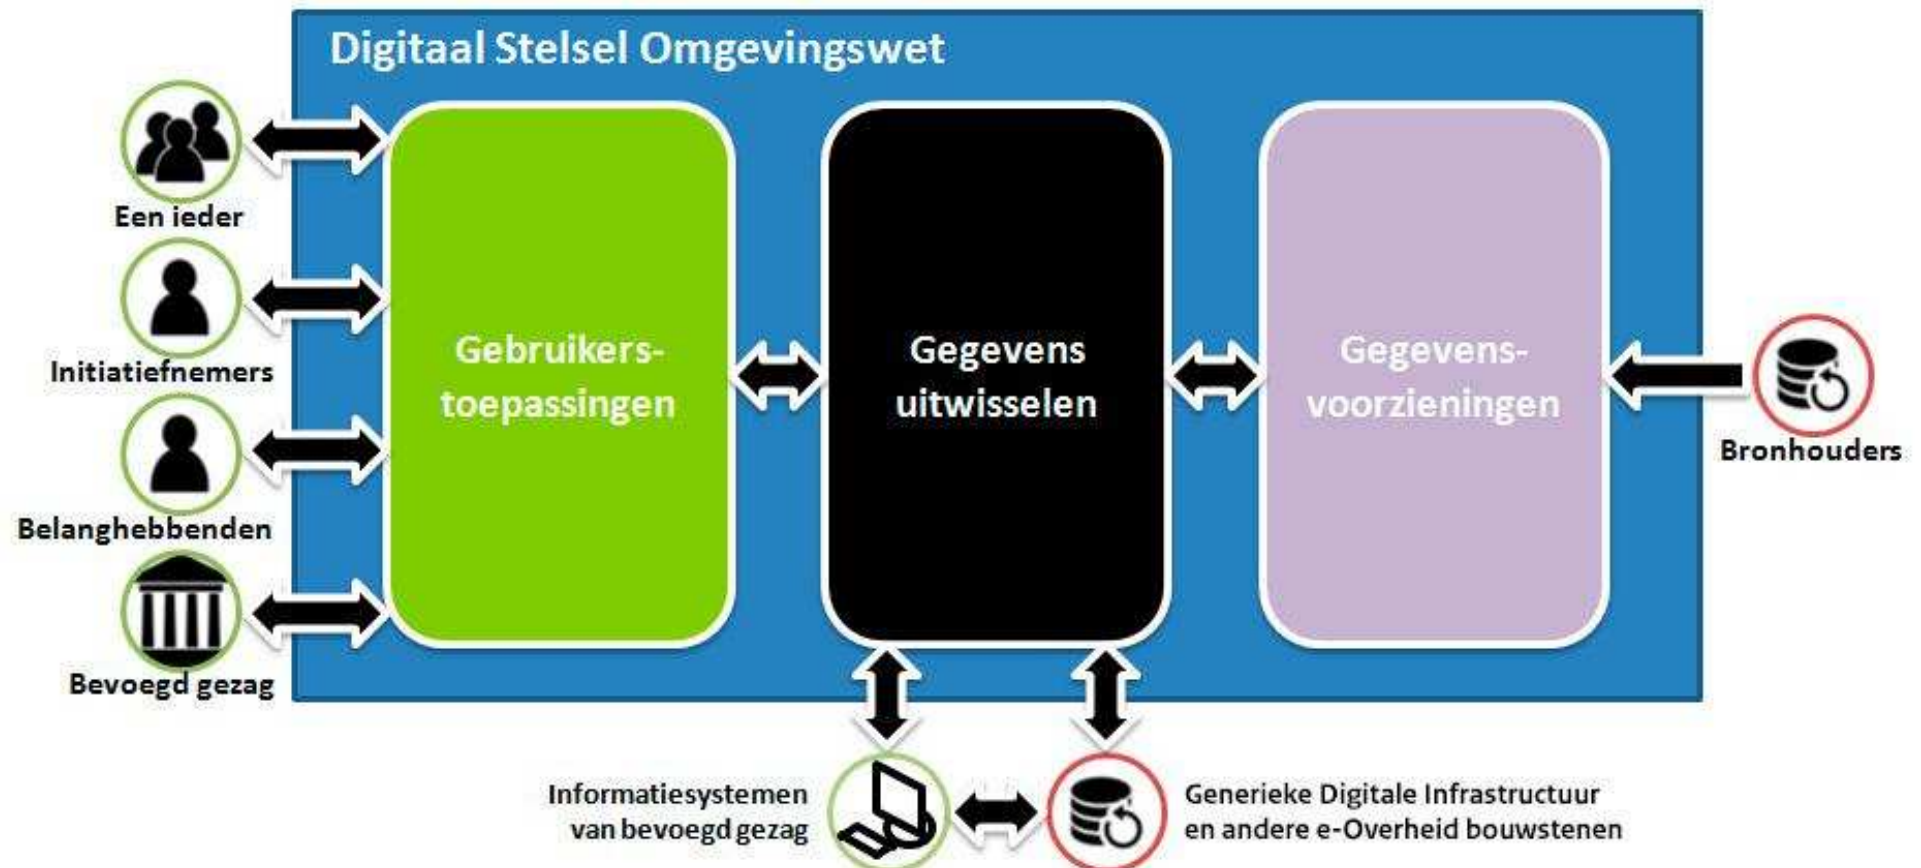 Digitaal Stelsel Omgevingswet
Een ieder
Initiatiefnemers
Belanghebbenden
Bevoegd gezag
Gebruikers-
toepassingen
Gegevens
uitwisselen
Gegevens-
voorzieningen
Bronhouders
Informatiesystemen
van bevoegd gezag
Generieke Digitale Infrastructuur
en andere e-Overheid bouwstenen